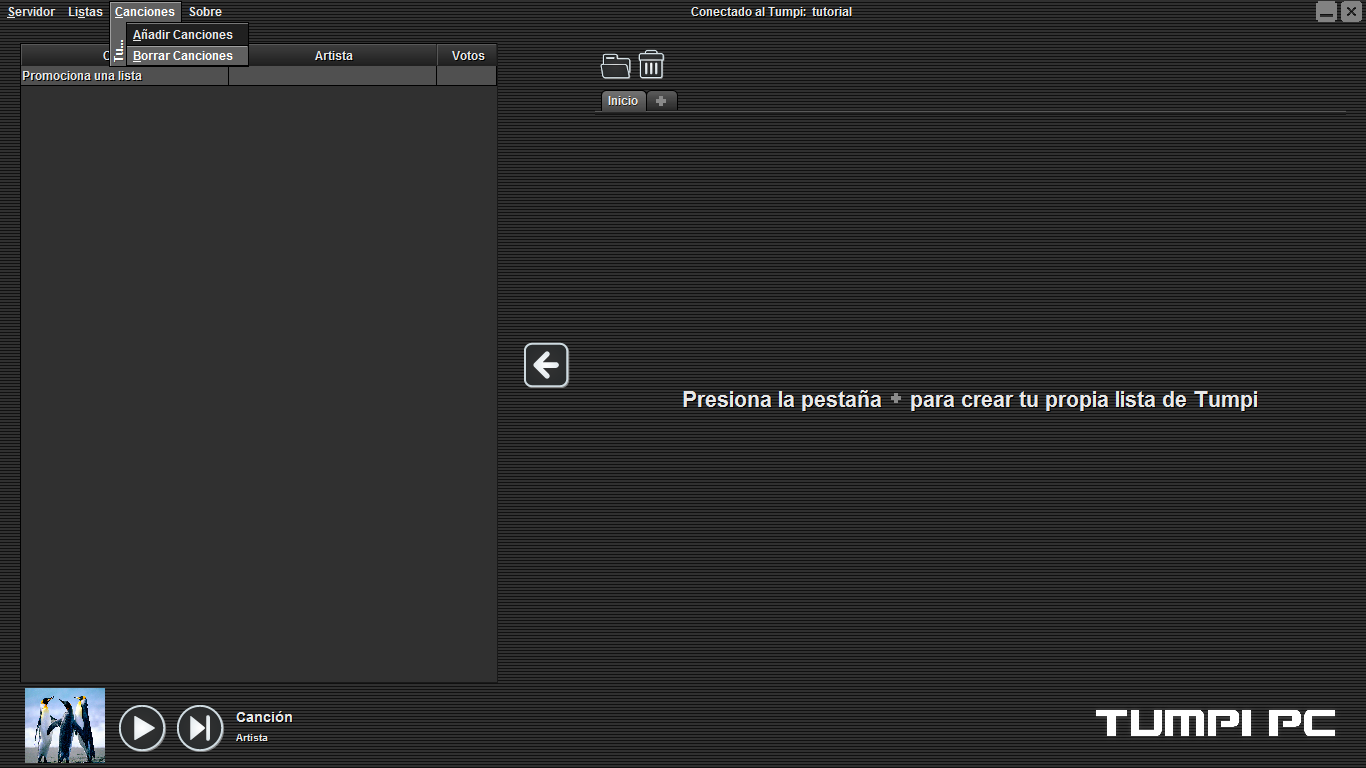 Servidor Listas Canciones Sobre Conectado al Tumpi: tutorial
Añadir Canciones
Tu...
Borrar Canciones
C Artista Votos
Promociona una lista
Inicio
Presiona la pestaña + para crear tu propia lista de Tumpi
Canción
Artista
TUMPI PC